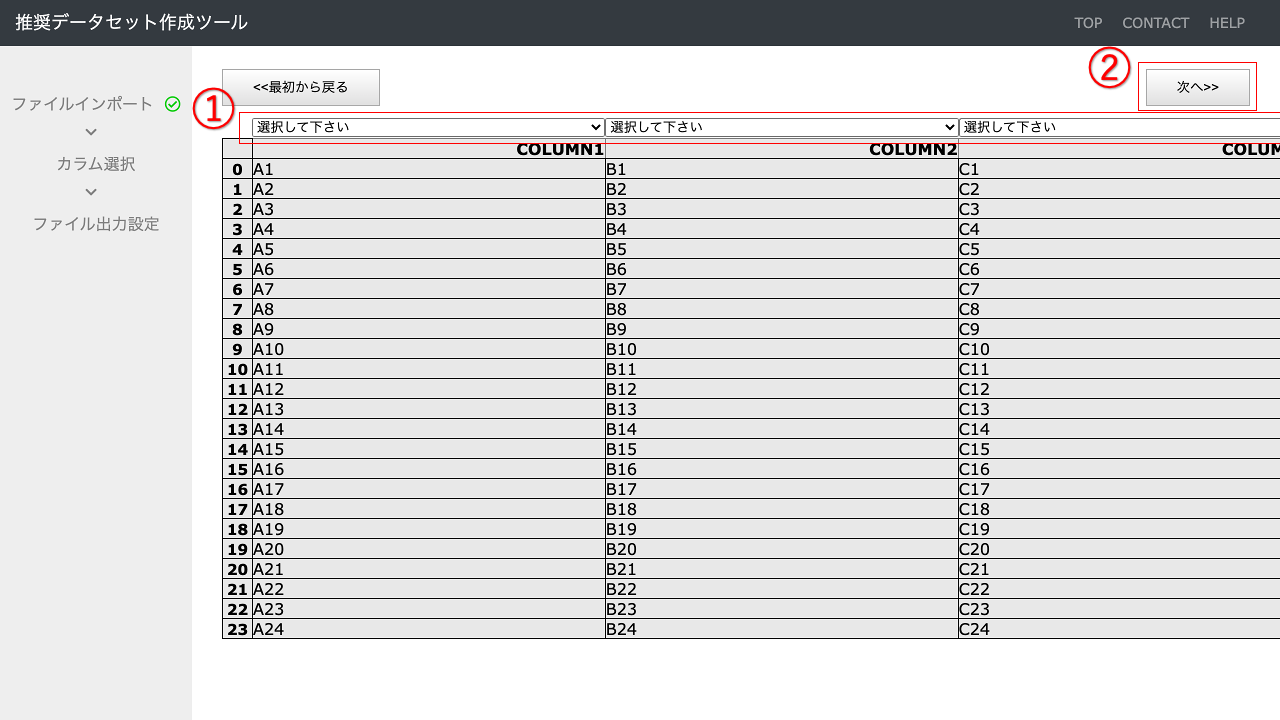 推奨データセット作成ツール TOP CONTACT HELP
ファイルインポート
カラム選択
ファイル出力設定
<<最初から戻る ② 次へ>>
①
選択して下さい 選択して下さい 選択して下さい
COLUMN1 COLUMN2 COLUM
0 A1 B1 C1
1 A2 B2 C2
2 A3 B3 C3
3 A4 B4 C4
4 A5 B5 C5
5 A6 B6 C6
6 A7 B7 C7
7 A8 B8 C8
8 A9 B9 C9
9 A10 B10 C10
10 A11 B11 C11
11 A12 B12 C12
12 A13 B13 C13
13 A14 B14 C14
14 A15 B15 C15
15 A16 B16 C16
16 A17 B17 C17
17 A18 B18 C18
18 A19 B19 C19
19 A20 B20 C20
20 A21 B21 C21
21 A22 B22 C22
22 A23 B23 C23
23 A24 B24 C24